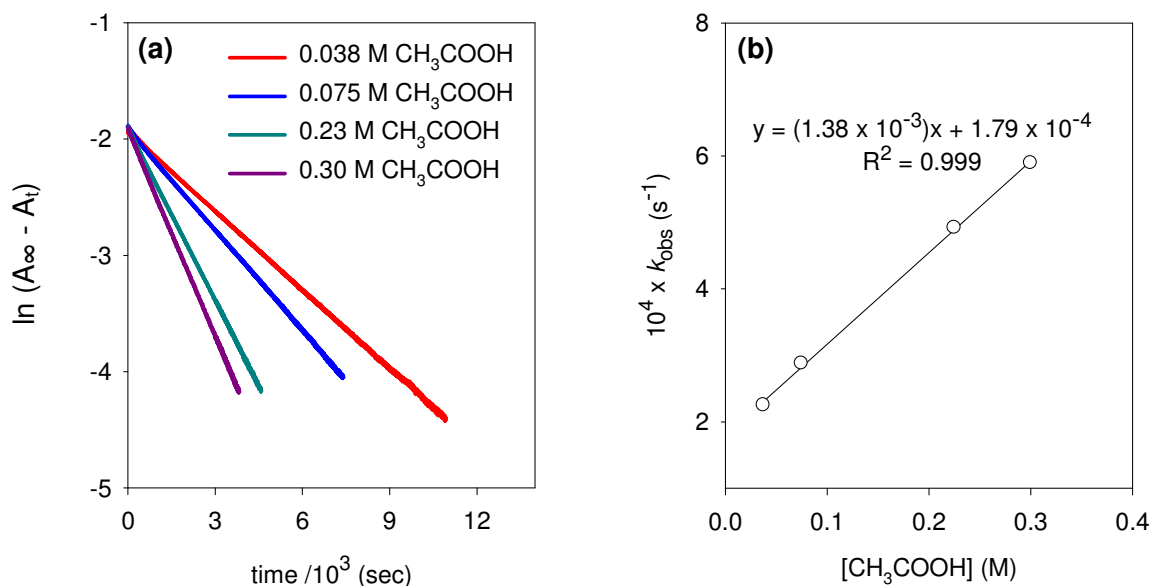 (a)
0.038 M CH₃COOH
0.075 M CH₃COOH
0.23 M CH₃COOH
0.30 M CH₃COOH
-1
-2
-3
-4
-5
ln (A∞ - Aₜ)
0 3 6 9 12
time /10³ (sec)
(b)
y = (1.38 x 10⁻³)x + 1.79 x 10⁻⁴
R² = 0.999
8
6
4
2
10⁴ x k_obs (s⁻¹)
0.0 0.1 0.2 0.3 0.4
[CH₃COOH] (M)